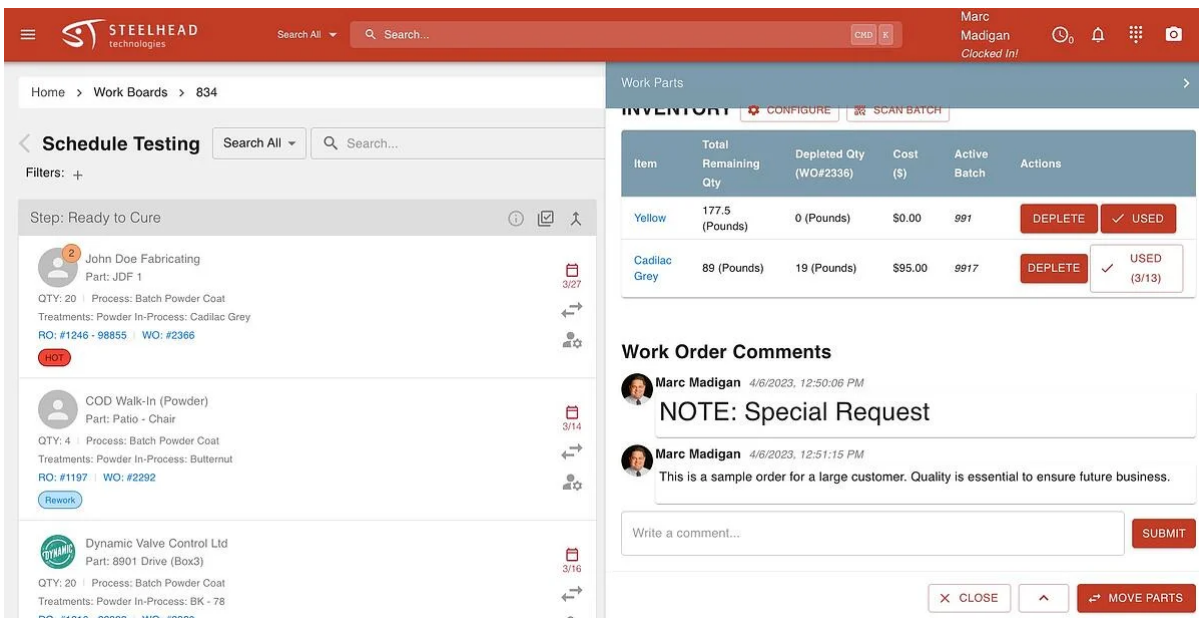 STEELHEAD
technologies
Search All
Search...
CMD K
Marc
Madigan
Clocked In!
0
Home > Work Boards > 834
Schedule Testing
Search All
Search...
Filters: +
Step: Ready to Cure
2
John Doe Fabricating
Part: JDF 1
3/27
QTY: 20 | Process: Batch Powder Coat
Treatments: Powder In-Process: Cadilac Grey
RO: #1246 - 98855 | WO: #2366
HOT
COD Walk-In (Powder)
Part: Patio - Chair
3/14
QTY: 4 | Process: Batch Powder Coat
Treatments: Powder In-Process: Butternut
RO: #1197 | WO: #2292
Rework
DYNAMIC
Dynamic Valve Control Ltd
Part: 8901 Drive (Box3)
3/16
QTY: 20 | Process: Batch Powder Coat
Treatments: Powder In-Process: BK - 78
Work Parts
INVENTORY CONFIGURE SCAN BATCH
Item
Total
Remaining
Qty
Depleted Qty
(WO#2336)
Cost
($)
Active
Batch
Actions
Yellow
177.5
(Pounds)
0 (Pounds)
$0.00
991
DEPLETE
USED
Cadilac
Grey
89 (Pounds)
19 (Pounds)
$95.00
9917
DEPLETE
USED
(3/13)
Work Order Comments
Marc Madigan 4/6/2023, 12:50:06 PM
NOTE: Special Request
Marc Madigan 4/6/2023, 12:51:15 PM
This is a sample order for a large customer. Quality is essential to ensure future business.
Write a comment...
SUBMIT
CLOSE
MOVE PARTS